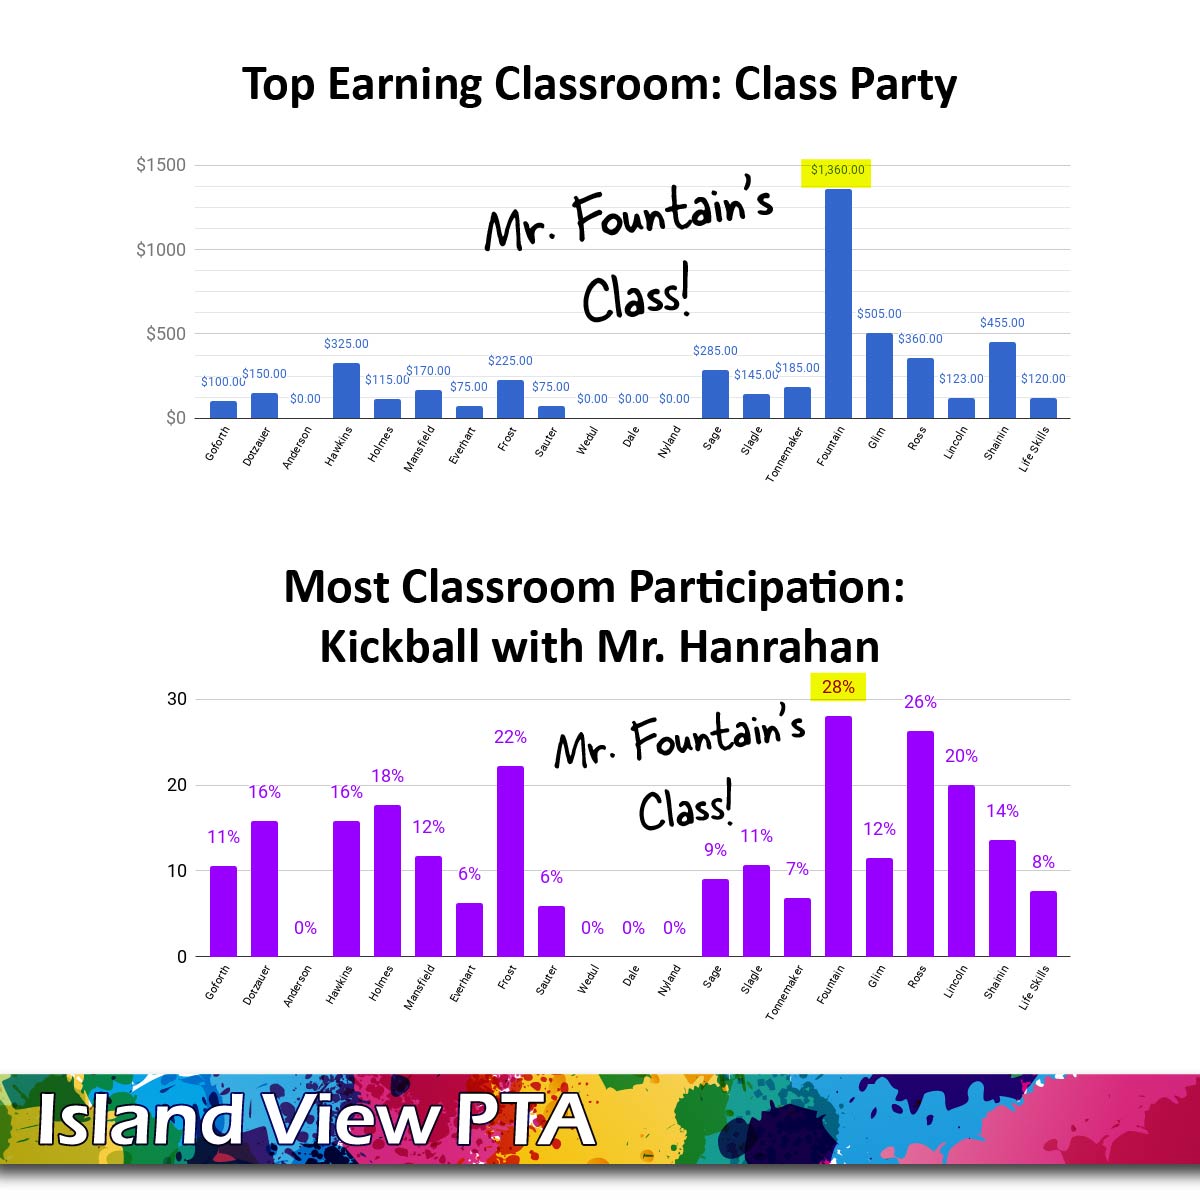 Top Earning Classroom: Class Party
$1500
$1000
$500
$0
$100.00
$150.00
$0.00
$325.00
$115.00
$170.00
$75.00
$225.00
$75.00
$0.00
$0.00
$0.00
$285.00
$145.00
$185.00
$1,360.00
$505.00
$360.00
$123.00
$455.00
$120.00
Mr. Fountain's
Class!
Goforth
Dotzauer
Anderson
Hawkins
Holmes
Mansfield
Everhart
Frost
Sauter
Wedul
Dale
Nyland
Sage
Slagle
Tonnemaker
Fountain
Glim
Ross
Lincoln
Shainin
Life Skills
Most Classroom Participation:
Kickball with Mr. Hanrahan
30
20
10
0
11%
16%
0%
16%
18%
12%
6%
22%
6%
0%
0%
0%
9%
11%
7%
28%
12%
26%
20%
14%
8%
Mr. Fountain's
Class!
Goforth
Dotzauer
Anderson
Hawkins
Holmes
Mansfield
Everhart
Frost
Sauter
Wedul
Dale
Nyland
Sage
Slagle
Tonnemaker
Fountain
Glim
Ross
Lincoln
Shainin
Life Skills
Island View PTA